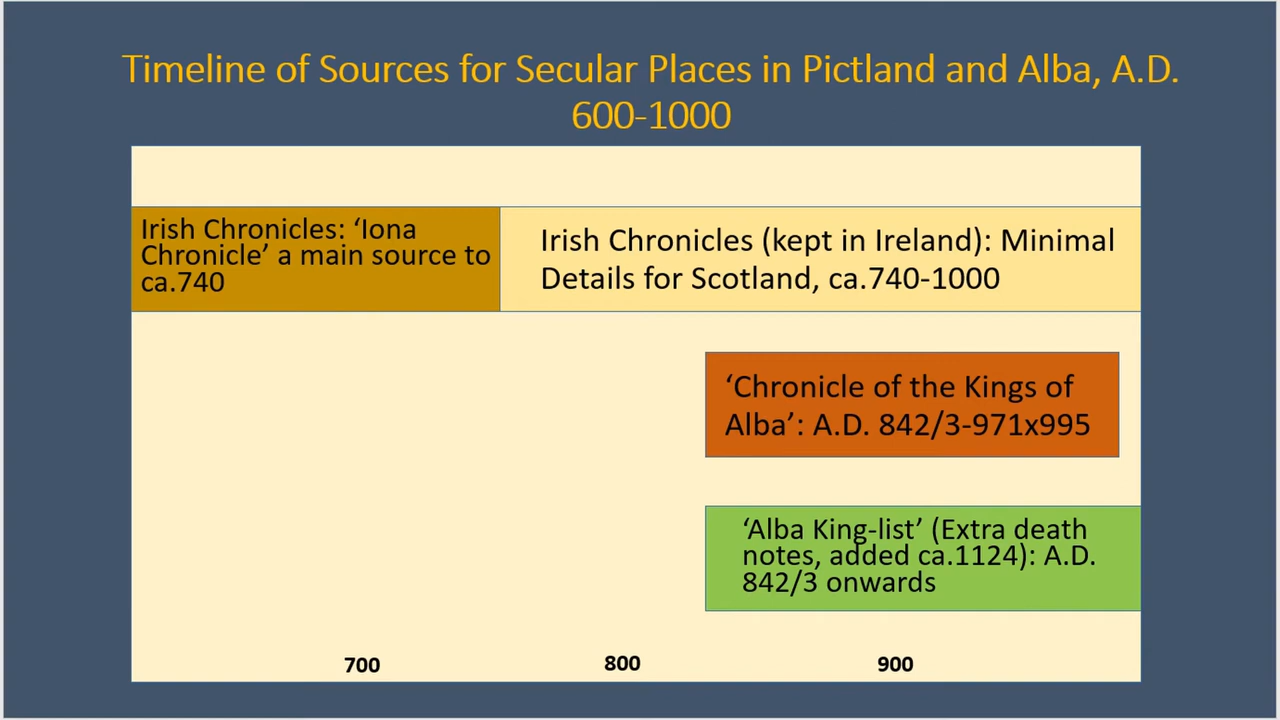 Timeline of Sources for Secular Places in Pictland and Alba, A.D.
600-1000
Irish Chronicles: ‘Iona
Chronicle’ a main source to
ca.740
Irish Chronicles (kept in Ireland): Minimal
Details for Scotland, ca.740-1000
‘Chronicle of the Kings of
Alba’: A.D. 842/3-971x995
‘Alba King-list’ (Extra death
notes, added ca.1124): A.D.
842/3 onwards
700
800
900